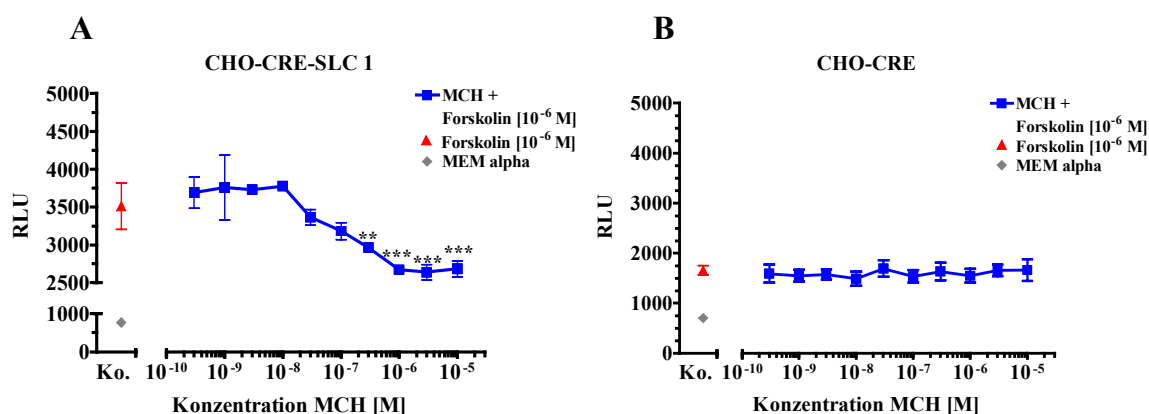 A
CHO-CRE-SLC 1
5000
4500
4000
3500
3000
2500
1000
0
RLU
MCH +
Forskolin [10⁻⁶ M]
Forskolin [10⁻⁶ M]
MEM alpha
**
***
***
***
Ko.
10⁻¹⁰
10⁻⁹
10⁻⁸
10⁻⁷
10⁻⁶
10⁻⁵
Konzentration MCH [M]
B
CHO-CRE
5000
4000
3000
2000
1000
0
RLU
MCH +
Forskolin [10⁻⁶ M]
Forskolin [10⁻⁶ M]
MEM alpha
Ko.
10⁻¹⁰
10⁻⁹
10⁻⁸
10⁻⁷
10⁻⁶
10⁻⁵
Konzentration MCH [M]